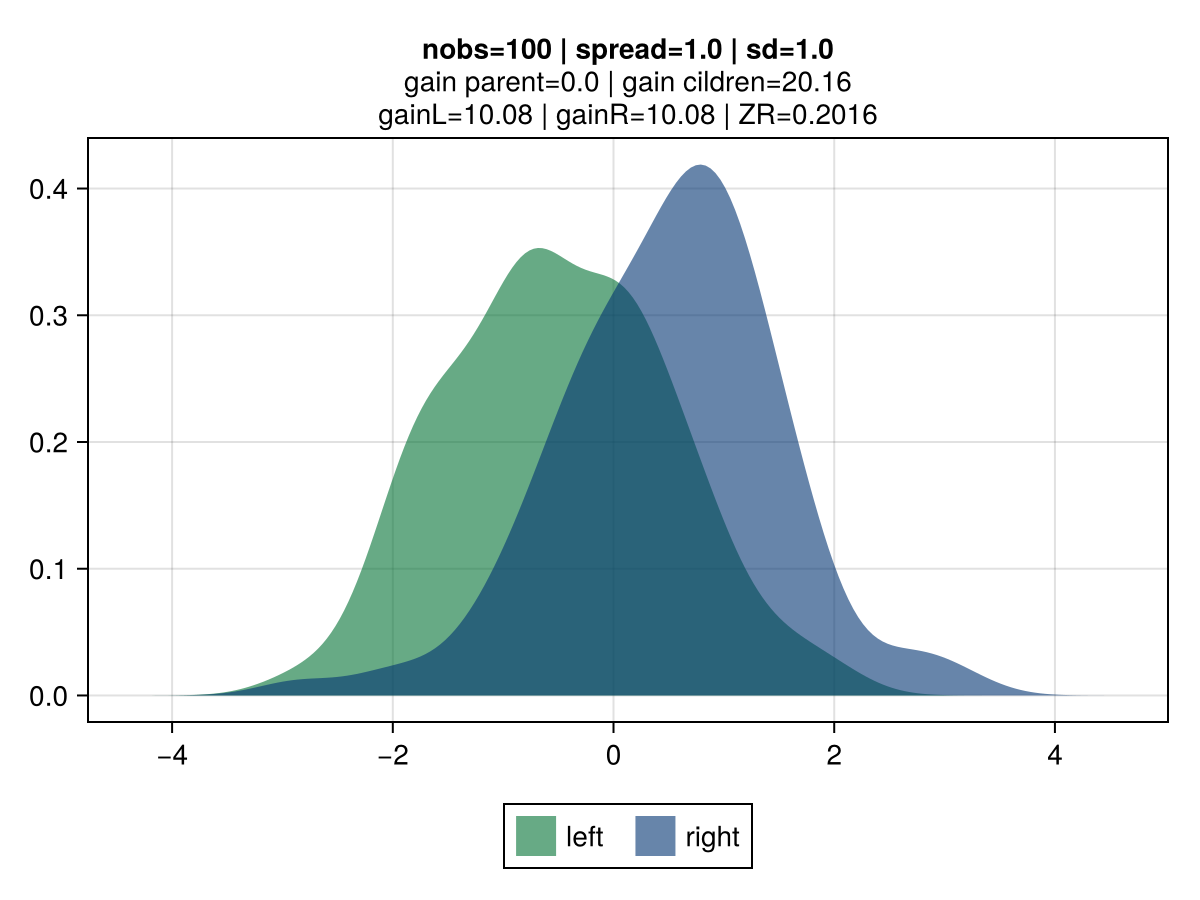 nobs=100 | spread=1.0 | sd=1.0
gain parent=0.0 | gain cildren=20.16
gainL=10.08 | gainR=10.08 | ZR=0.2016
0.4
0.3
0.2
0.1
0.0
−4 −2 0 2 4
left right